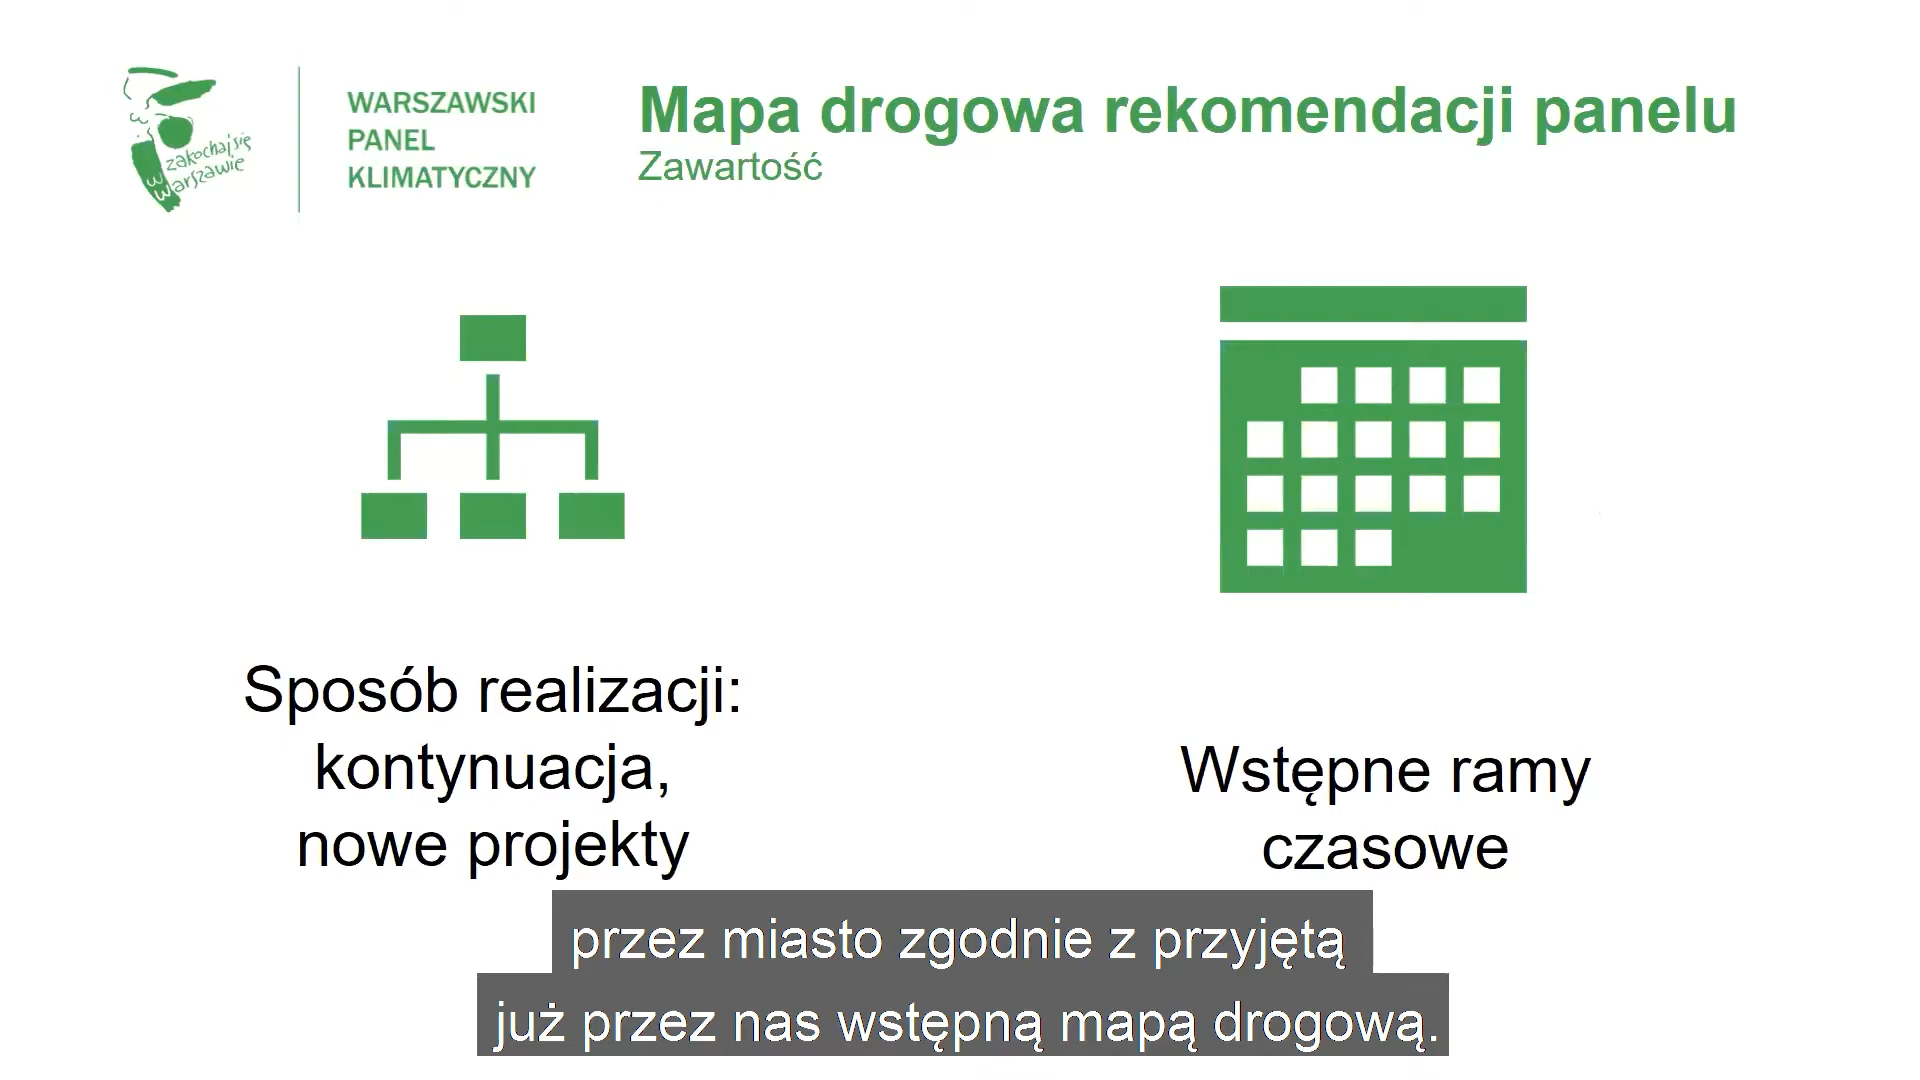 zakochaj się
w Warszawie
WARSZAWSKI
PANEL
KLIMATYCZNY
Mapa drogowa rekomendacji panelu
Zawartość
Sposób realizacji:
kontynuacja,
nowe projekty
Wstępne ramy
czasowe
przez miasto zgodnie z przyjętą
już przez nas wstępną mapą drogową.